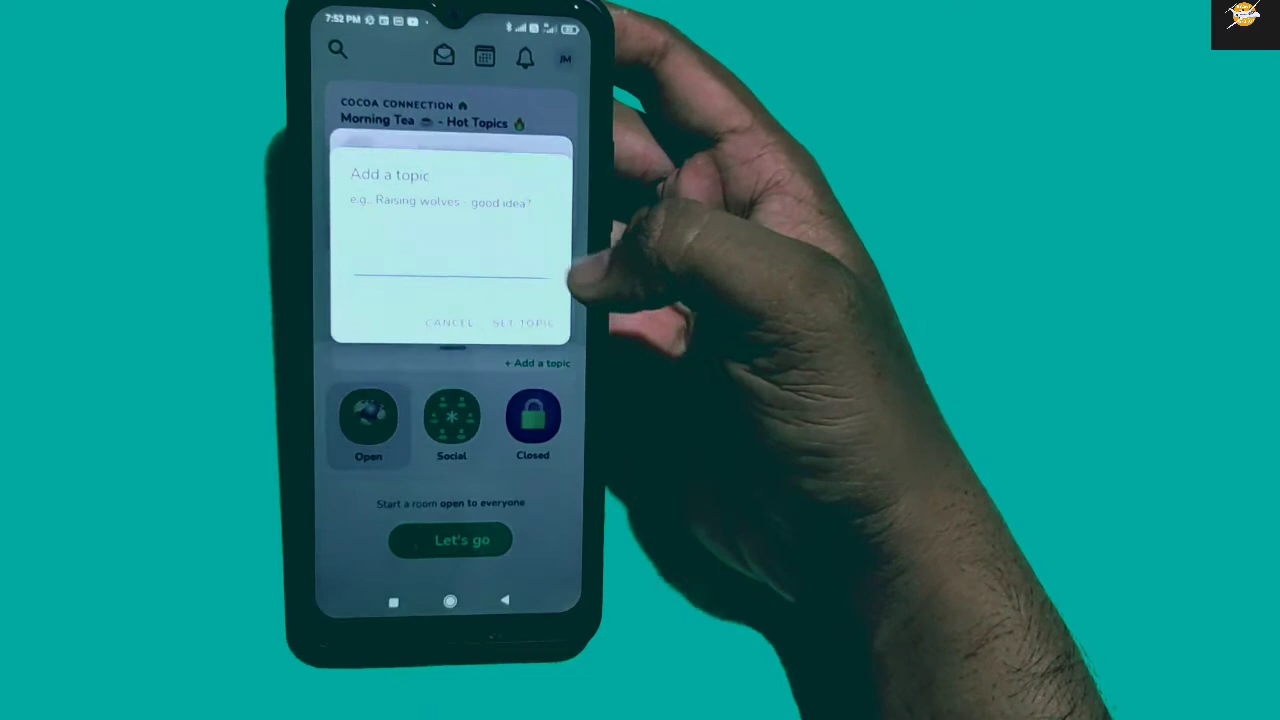 7:52 PM
JM
COCOA CONNECTION
Morning Tea ☕ - Hot Topics 🔥
Add a topic
e.g.. Raising wolves - good idea?
CANCEL SET TOPIC
+ Add a topic
Open Social Closed
Start a room open to everyone
Let's go